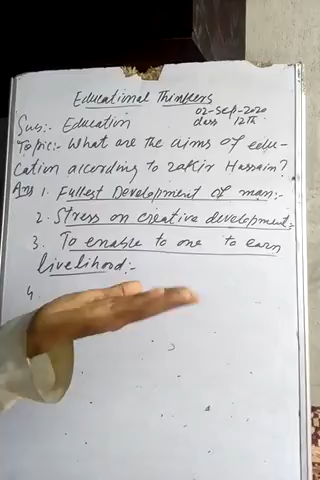 Educational Thinkers
02-Sep-2020
Sub:- Education class 12th
Topic:- What are the aims of edu-
cation according to Zakir Hussain?
Ans 1. Fullest Development of man:-
2. Stress on creative development:-
3. To enable to one to earn
livelihood:-
4.